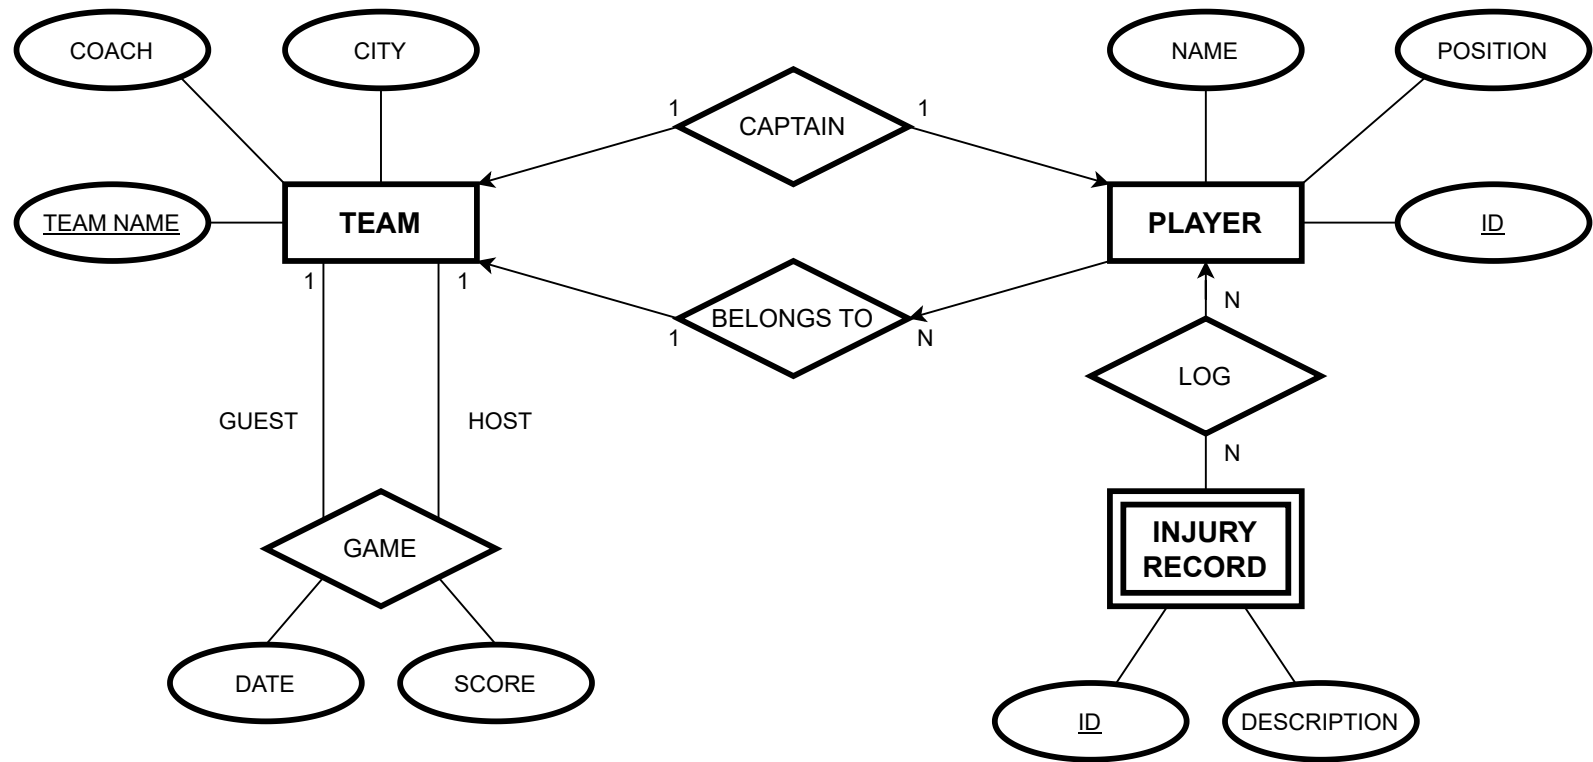 COACH
CITY
NAME
POSITION
1
1
CAPTAIN
TEAM NAME
TEAM
PLAYER
ID
1
1
BELONGS TO
1
N
N
LOG
GUEST
HOST
N
GAME
INJURY
RECORD
DATE
SCORE
ID
DESCRIPTION